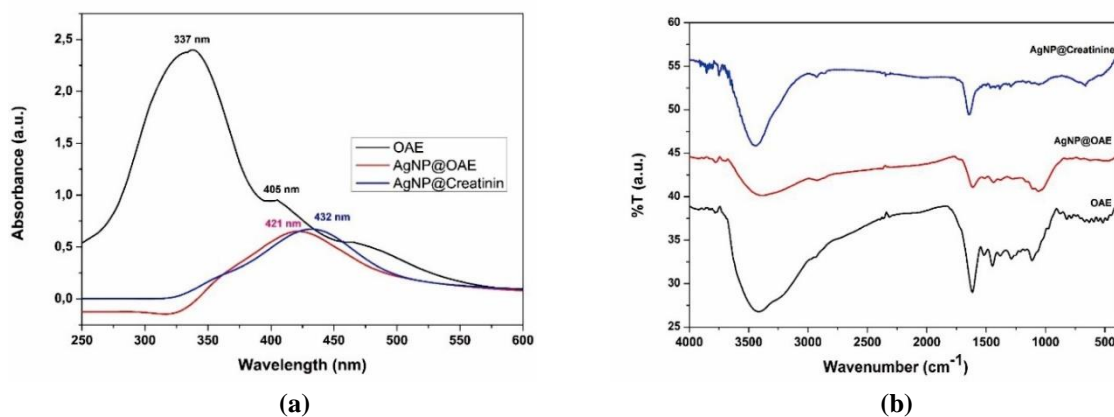 337 nm
405 nm
421 nm
432 nm
OAE
AgNP@OAE
AgNP@Creatinin
2,5
2,0
1,5
1,0
0,5
0,0
Absorbance (a.u.)
250 300 350 400 450 500 550 600
Wavelength (nm)
(a)
AgNP@Creatinine
AgNP@OAE
OAE
60
55
50
45
40
35
30
25
%T (a.u.)
4000 3500 3000 2500 2000 1500 1000 500
Wavenumber (cm⁻¹)
(b)